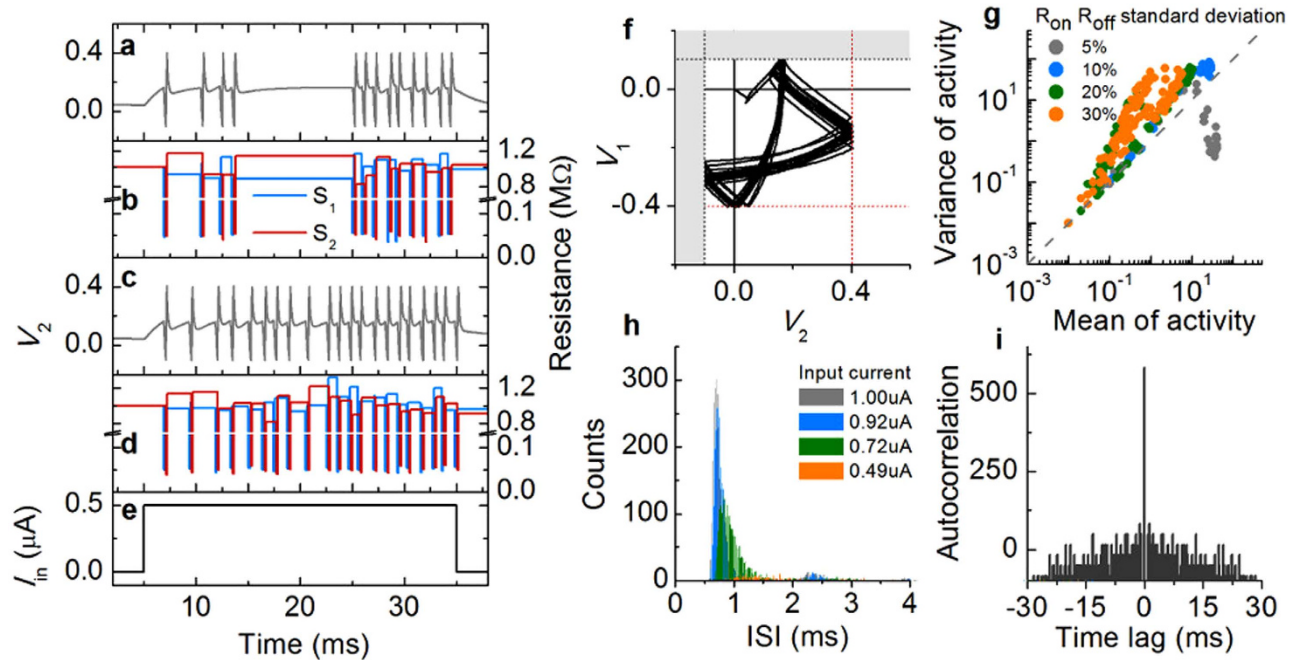 a
0.4
0.0
b
1.2
0.8
0.1
0.0
S1
S2
c
0.4
0.0
V2
Resistance (MΩ)
d
1.2
0.8
0.1
0.0
e
0.5
0.0
Iin (μA)
10 20 30
Time (ms)
f
0.0
-0.4
V1
0.0 0.4
V2
g
Ron Roff standard deviation
5%
10%
20%
30%
10^1
10^-1
10^-3
Variance of activity
10^-3 10^-1 10^1
Mean of activity
h
Input current
1.00uA
0.92uA
0.72uA
0.49uA
300
200
100
0
Counts
0 1 2 3 4
ISI (ms)
i
500
250
0
Autocorrelation
-30 -15 0 15 30
Time lag (ms)